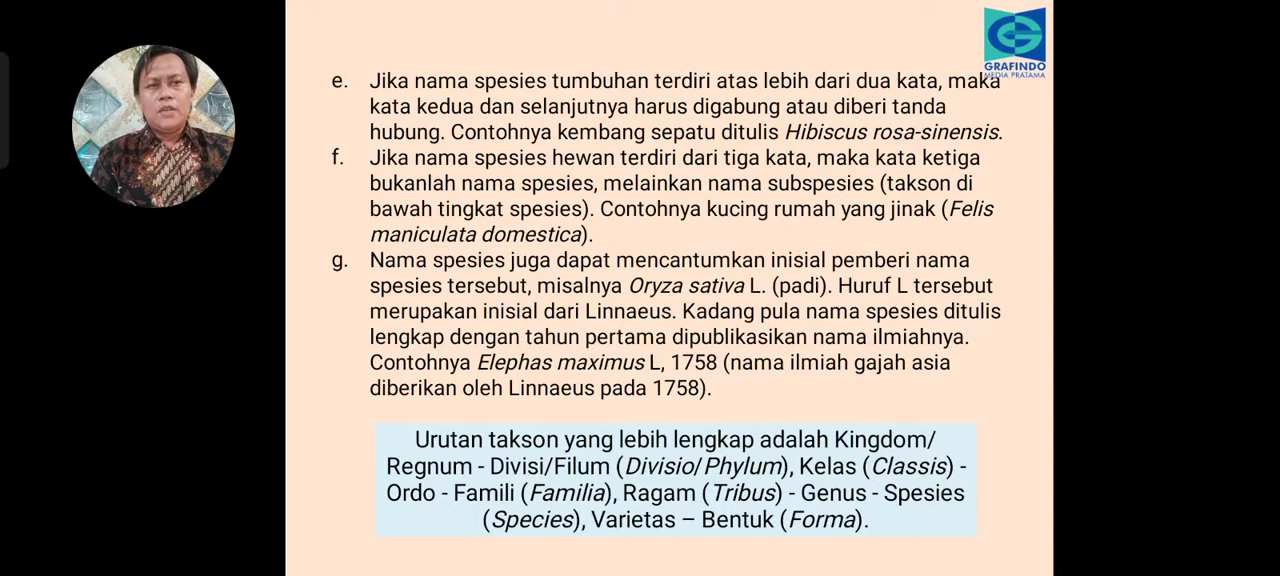 GRAFINDO
MEDIA PRATAMA
e. Jika nama spesies tumbuhan terdiri atas lebih dari dua kata, maka
kata kedua dan selanjutnya harus digabung atau diberi tanda
hubung. Contohnya kembang sepatu ditulis Hibiscus rosa-sinensis.
f. Jika nama spesies hewan terdiri dari tiga kata, maka kata ketiga
bukanlah nama spesies, melainkan nama subspesies (takson di
bawah tingkat spesies). Contohnya kucing rumah yang jinak (Felis
maniculata domestica).
g. Nama spesies juga dapat mencantumkan inisial pemberi nama
spesies tersebut, misalnya Oryza sativa L. (padi). Huruf L tersebut
merupakan inisial dari Linnaeus. Kadang pula nama spesies ditulis
lengkap dengan tahun pertama dipublikasikan nama ilmiahnya.
Contohnya Elephas maximus L, 1758 (nama ilmiah gajah asia
diberikan oleh Linnaeus pada 1758).
Urutan takson yang lebih lengkap adalah Kingdom/
Regnum - Divisi/Filum (Divisio/Phylum), Kelas (Classis) -
Ordo - Famili (Familia), Ragam (Tribus) - Genus - Spesies
(Species), Varietas – Bentuk (Forma).